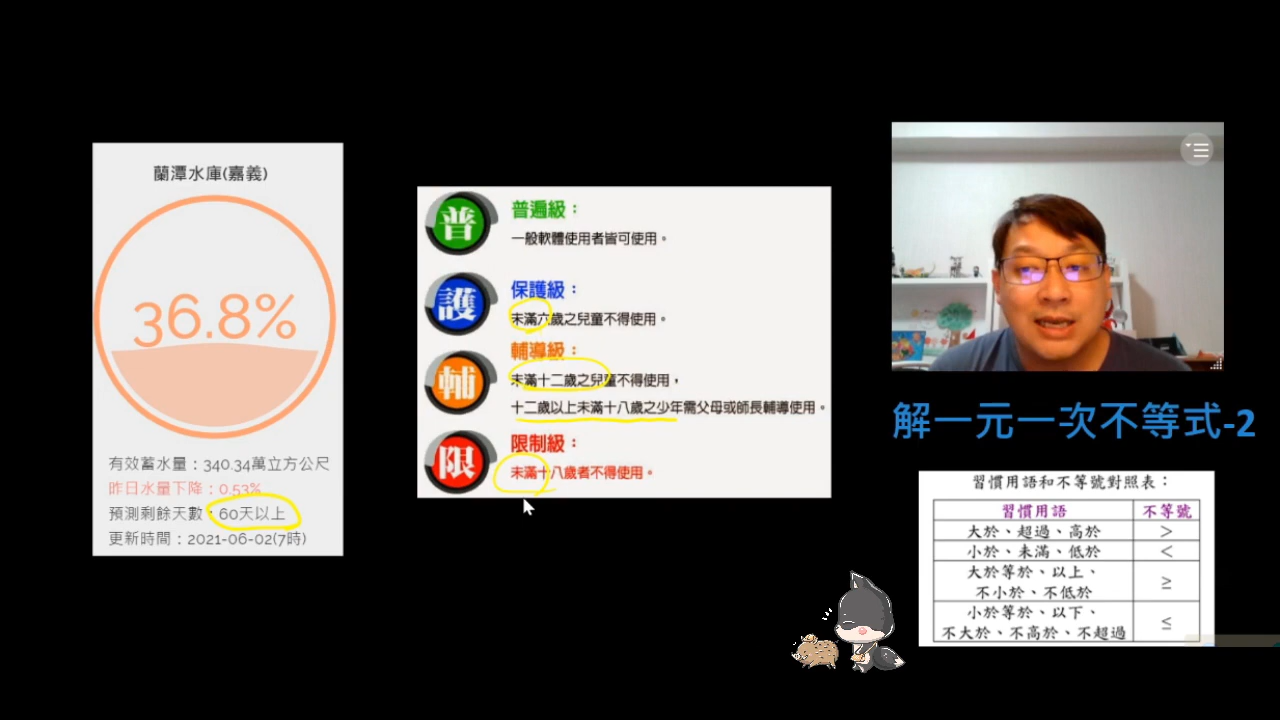 蘭潭水庫(嘉義)
36.8%
有效蓄水量：340.34萬立方公尺
昨日水量下降：0.53%
預測剩餘天數：60天以上
更新時間：2021-06-02(7時)
普
普遍級：
一般軟體使用者皆可使用。
護
保護級：
未滿六歲之兒童不得使用。
輔
輔導級：
未滿十二歲之兒童不得使用，
十二歲以上未滿十八歲之少年需父母或師長輔導使用。
限
限制級：
未滿十八歲者不得使用。
解一元一次不等式-2
習慣用語和不等號對照表：
習慣用語 不等號
大於、超過、高於 >
小於、未滿、低於 <
大於等於、以上、
不小於、不低於 ≥
小於等於、以下、
不大於、不高於、不超過 ≤